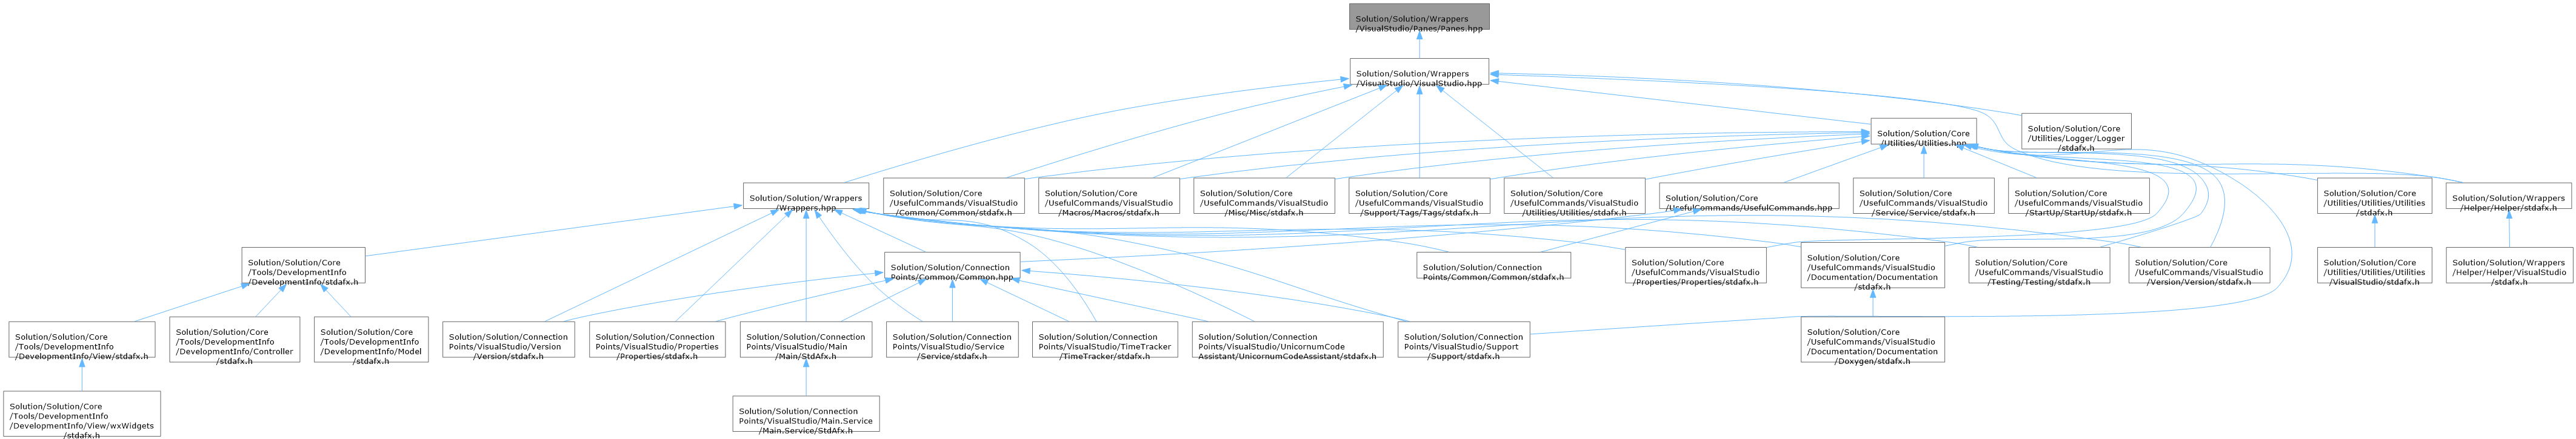 Solution/Solution/Wrappers
/VisualStudio/Panes/Panes.hpp
Solution/Solution/Wrappers
/VisualStudio/VisualStudio.hpp
Solution/Solution/Core
/Utilities/Logger/Logger
/stdafx.h
Solution/Solution/Core
/Utilities/Utilities.hpp
Solution/Solution/Wrappers
/Wrappers.hpp
Solution/Solution/Core
/UsefulCommands/VisualStudio
/Common/Common/stdafx.h
Solution/Solution/Core
/UsefulCommands/VisualStudio
/Macros/Macros/stdafx.h
Solution/Solution/Core
/UsefulCommands/VisualStudio
/Misc/Misc/stdafx.h
Solution/Solution/Core
/UsefulCommands/VisualStudio
/Support/Tags/Tags/stdafx.h
Solution/Solution/Core
/UsefulCommands/VisualStudio
/Utilities/Utilities/stdafx.h
Solution/Solution/Core
/UsefulCommands/UsefulCommands.hpp
Solution/Solution/Core
/UsefulCommands/VisualStudio
/Service/Service/stdafx.h
Solution/Solution/Core
/UsefulCommands/VisualStudio
/StartUp/StartUp/stdafx.h
Solution/Solution/Core
/Utilities/Utilities/Utilities
/stdafx.h
Solution/Solution/Wrappers
/Helper/Helper/stdafx.h
Solution/Solution/Core
/Tools/DevelopmentInfo
/DevelopmentInfo/stdafx.h
Solution/Solution/Connection
Points/Common/Common.hpp
Solution/Solution/Connection
Points/Common/Common/stdafx.h
Solution/Solution/Core
/UsefulCommands/VisualStudio
/Properties/Properties/stdafx.h
Solution/Solution/Core
/UsefulCommands/VisualStudio
/Documentation/Documentation
/stdafx.h
Solution/Solution/Core
/UsefulCommands/VisualStudio
/Testing/Testing/stdafx.h
Solution/Solution/Core
/UsefulCommands/VisualStudio
/Version/Version/stdafx.h
Solution/Solution/Core
/Utilities/Utilities/Utilities
/VisualStudio/stdafx.h
Solution/Solution/Wrappers
/Helper/Helper/VisualStudio
/stdafx.h
Solution/Solution/Core
/Tools/DevelopmentInfo
/DevelopmentInfo/View/stdafx.h
Solution/Solution/Core
/Tools/DevelopmentInfo
/DevelopmentInfo/Controller
/stdafx.h
Solution/Solution/Core
/Tools/DevelopmentInfo
/DevelopmentInfo/Model
/stdafx.h
Solution/Solution/Connection
Points/VisualStudio/Version
/Version/stdafx.h
Solution/Solution/Connection
Points/VisualStudio/Properties
/Properties/stdafx.h
Solution/Solution/Connection
Points/VisualStudio/Main
/Main/StdAfx.h
Solution/Solution/Connection
Points/VisualStudio/Service
/Service/stdafx.h
Solution/Solution/Connection
Points/VisualStudio/TimeTracker
/TimeTracker/stdafx.h
Solution/Solution/Connection
Points/VisualStudio/UnicornumCode
Assistant/UnicornumCodeAssistant/stdafx.h
Solution/Solution/Connection
Points/VisualStudio/Support
/Support/stdafx.h
Solution/Solution/Core
/UsefulCommands/VisualStudio
/Documentation/Documentation
/Doxygen/stdafx.h
Solution/Solution/Core
/Tools/DevelopmentInfo
/DevelopmentInfo/View/wxWidgets
/stdafx.h
Solution/Solution/Connection
Points/VisualStudio/Main.Service
/Main.Service/StdAfx.h